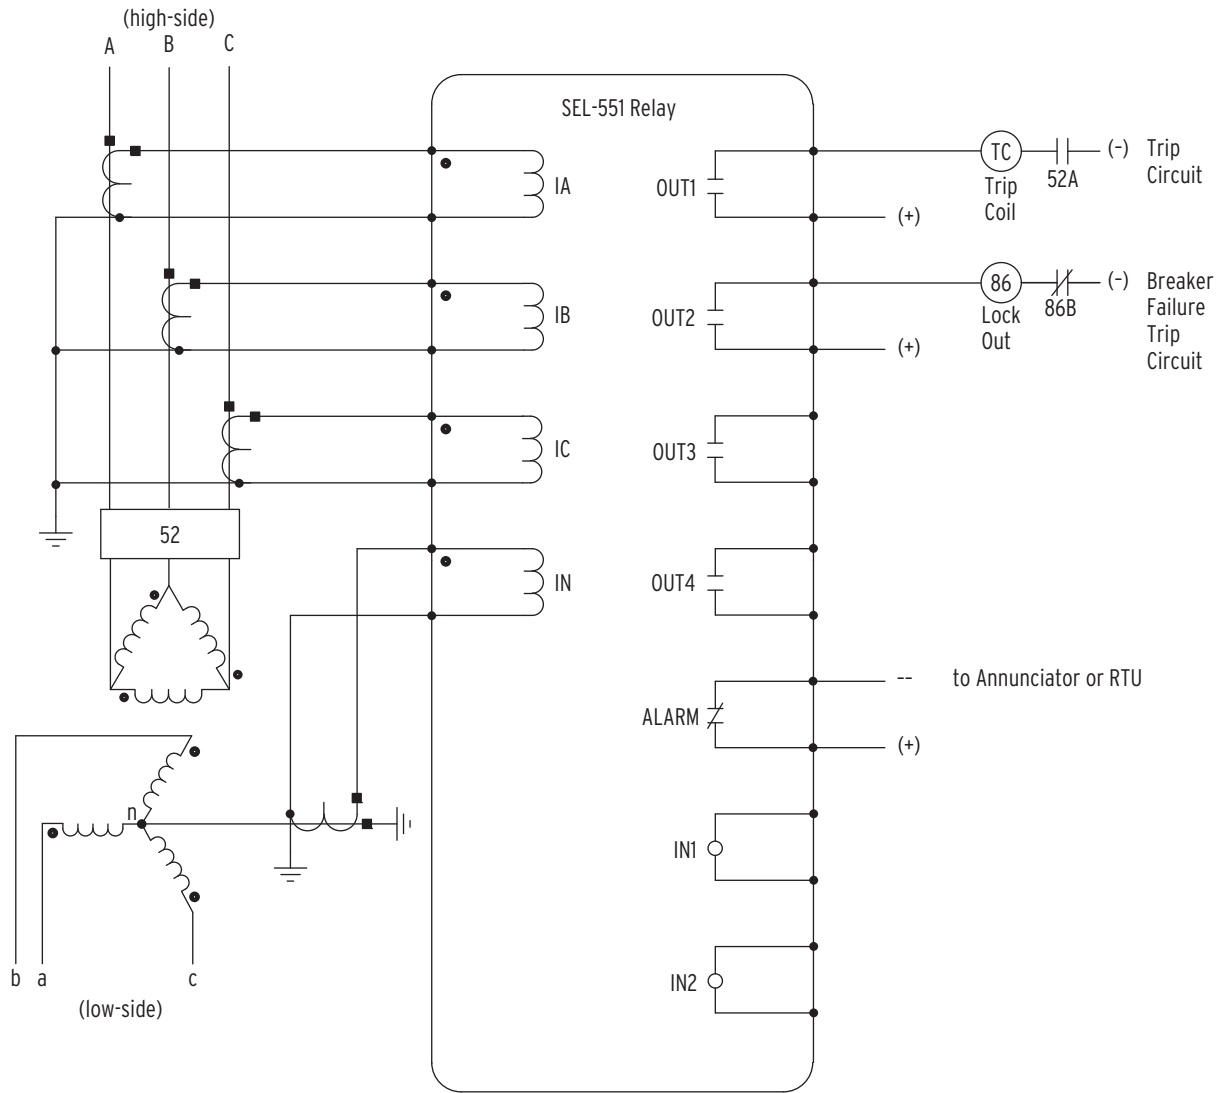 (high-side)
A B C
SEL-551 Relay
IA
OUT1
TC
Trip
Coil
52A
(–) Trip
Circuit
(+)
IB
OUT2
86
Lock
Out
86B
(–) Breaker
Failure
Trip
Circuit
(+)
IC
OUT3
52
IN
OUT4
ALARM
-- to Annunciator or RTU
(+)
n
IN1
IN2
b a c
(low-side)